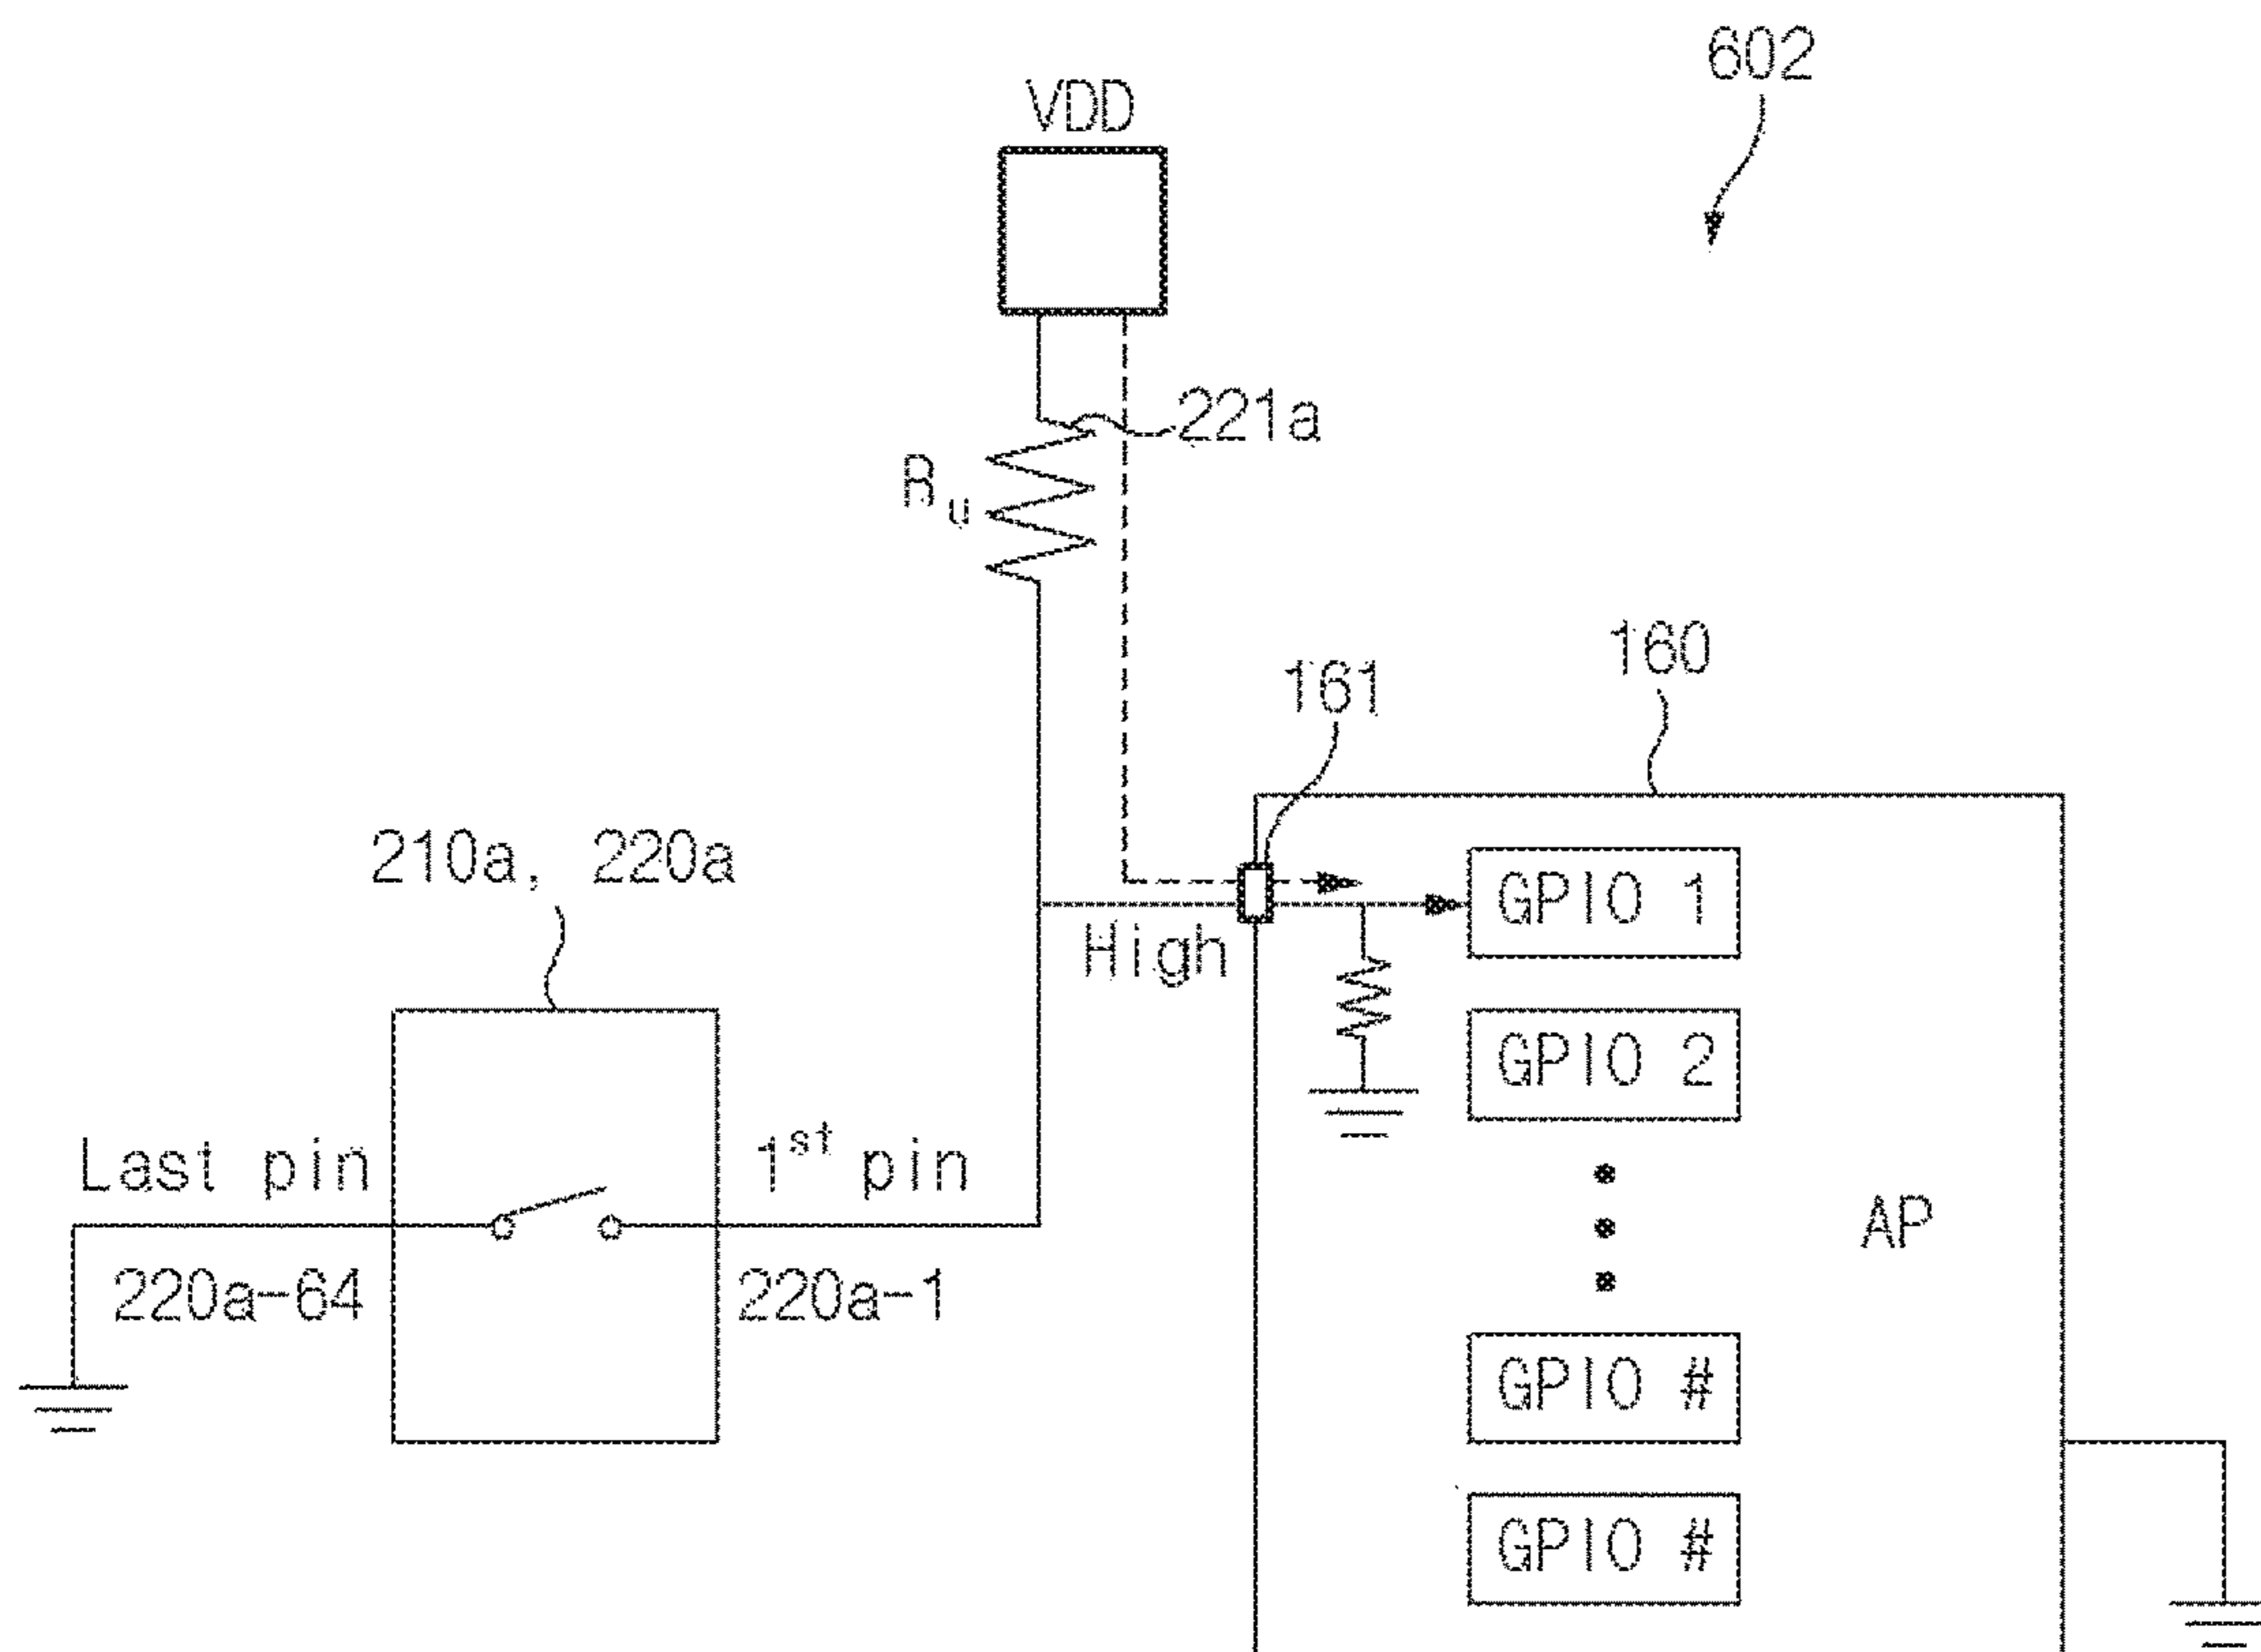 602
VDD
221a
Ru
160
161
210a, 220a
GPIO 1
High
GPIO 2
Last pin
1st pin
AP
220a-64
220a-1
GPIO #
GPIO #